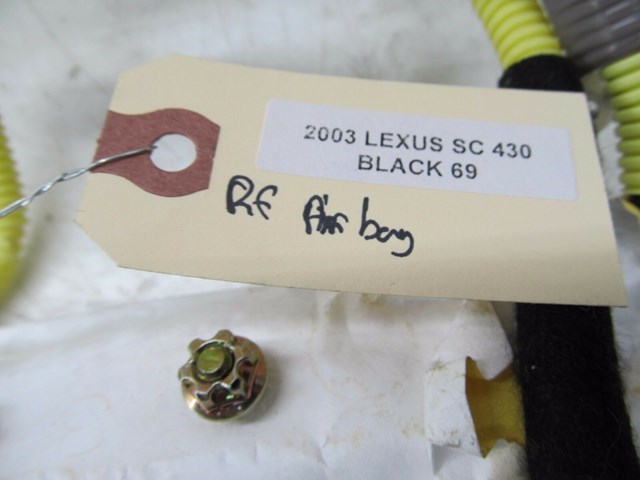 2003 LEXUS SC 430
BLACK 69
RF Air bag